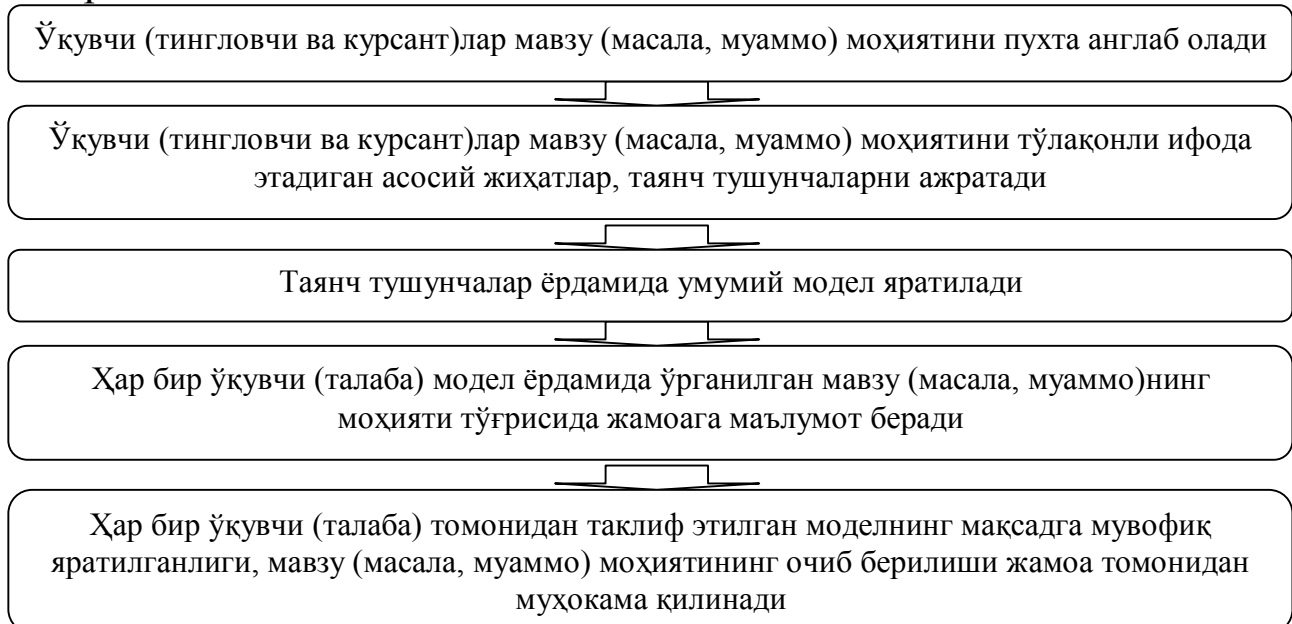 Ўқувчи (тингловчи ва курсант)лар мавзу (масала, муаммо) моҳиятини пухта англаб олади
Ўқувчи (тингловчи ва курсант)лар мавзу (масала, муаммо) моҳиятини тўлақонли ифода
этадиган асосий жиҳатлар, таянч тушунчаларни ажратади
Таянч тушунчалар ёрдамида умумий модел яратилади
Ҳар бир ўқувчи (талаба) модел ёрдамида ўрганилган мавзу (масала, муаммо)нинг
моҳияти тўғрисида жамоага маълумот беради
Ҳар бир ўқувчи (талаба) томонидан таклиф этилган моделнинг мақсадга мувофиқ
яратилганлиги, мавзу (масала, муаммо) моҳиятининг очиб берилиши жамоа томонидан
муҳокама қилинади